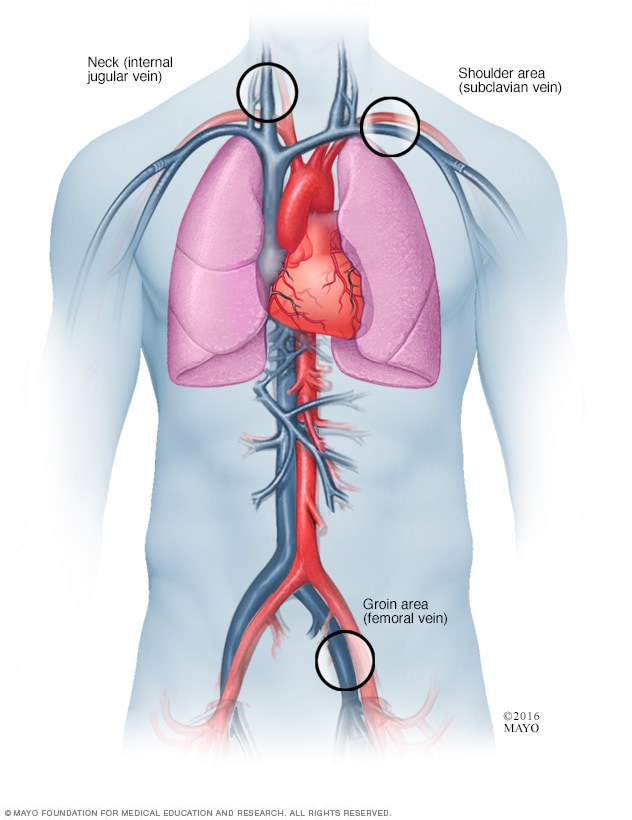 Neck (internal
jugular vein)
Shoulder area
(subclavian vein)
Groin area
(femoral vein)
©2016
MAYO
© MAYO FOUNDATION FOR MEDICAL EDUCATION AND RESEARCH. ALL RIGHTS RESERVED.